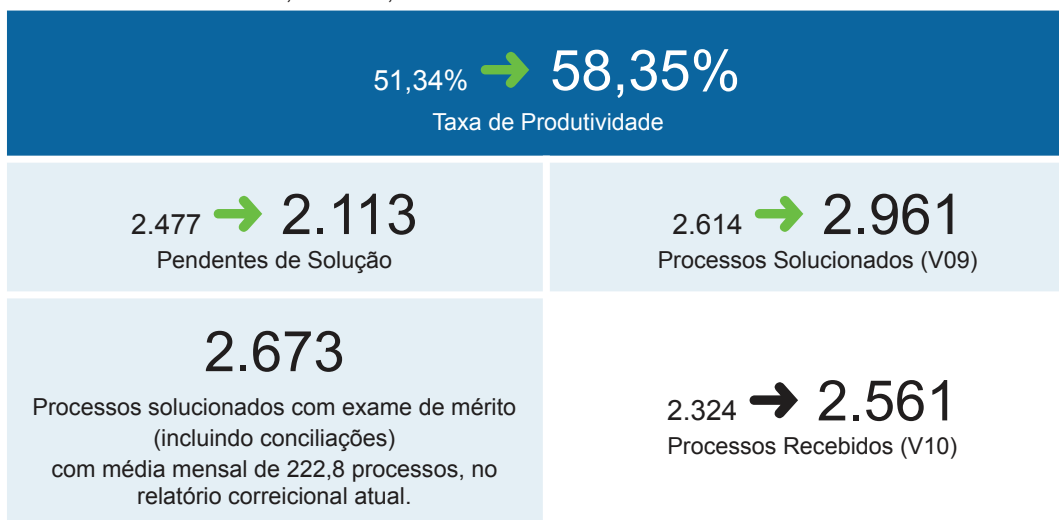 51,34% ➔ 58,35%
Taxa de Produtividade
2.477 ➔ 2.113
Pendentes de Solução
2.614 ➔ 2.961
Processos Solucionados (V09)
2.673
Processos solucionados com exame de mérito
(incluindo conciliações)
com média mensal de 222,8 processos, no
relatório correicional atual.
2.324 ➔ 2.561
Processos Recebidos (V10)